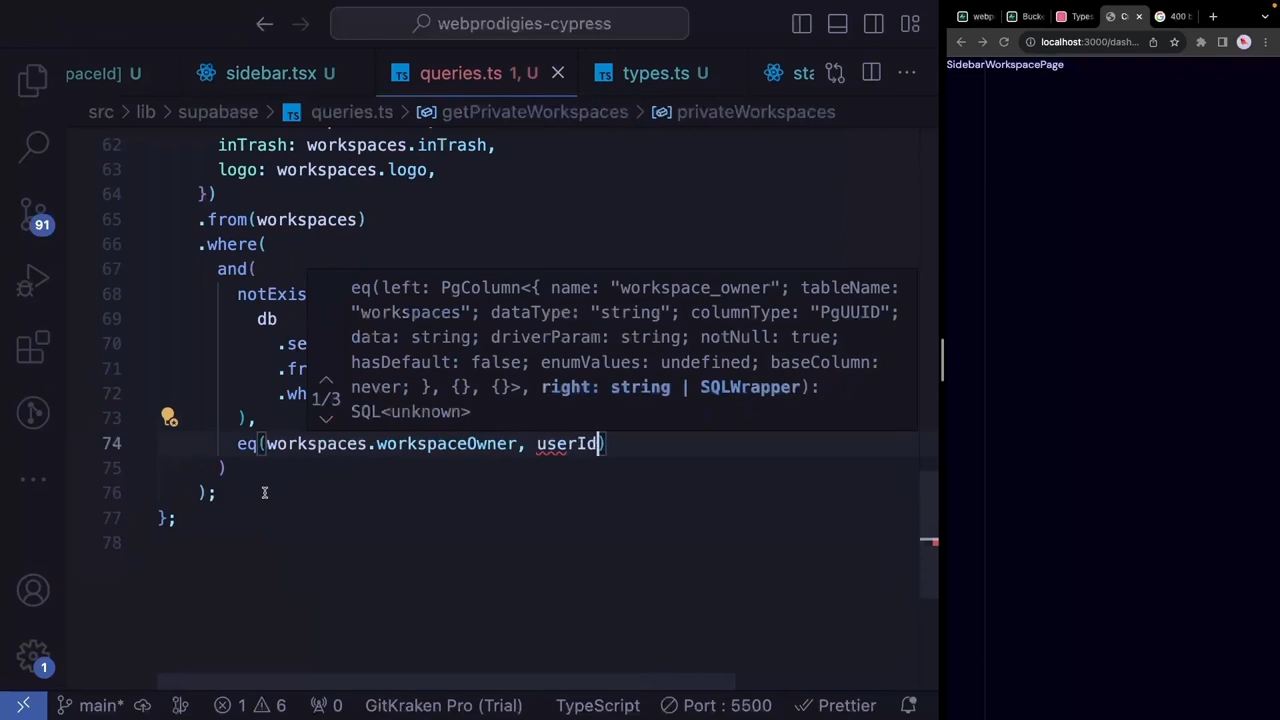 webprodigies-cypress
paceId] U
sidebar.tsx U
queries.ts 1, U
types.ts U
sta
src lib supabase queries.ts getPrivateWorkspaces privateWorkspaces
62 inTrash: workspaces.inTrash,
63 logo: workspaces.logo,
64 })
65 .from(workspaces)
66 .where(
67 and(
68 notExis
69 db
70 .se
71 .fr
72 .wh
73 ),
74 eq(workspaces.workspaceOwner, userId)
75 )
76 );
77 };
78
eq(left: PgColumn<{ name: "workspace_owner"; tableName:
"workspaces"; dataType: "string"; columnType: "PgUUID";
data: string; driverParam: string; notNull: true;
hasDefault: false; enumValues: undefined; baseColumn:
never; }, {}, {}>, right: string | SQLWrapper):
SQL<unknown>
1/3
91
1
main* 1 6 0 GitKraken Pro (Trial) TypeScript Port : 5500 Prettier
webp
Bucke
Types
400 b
localhost:3000/dash...
SidebarWorkspacePage